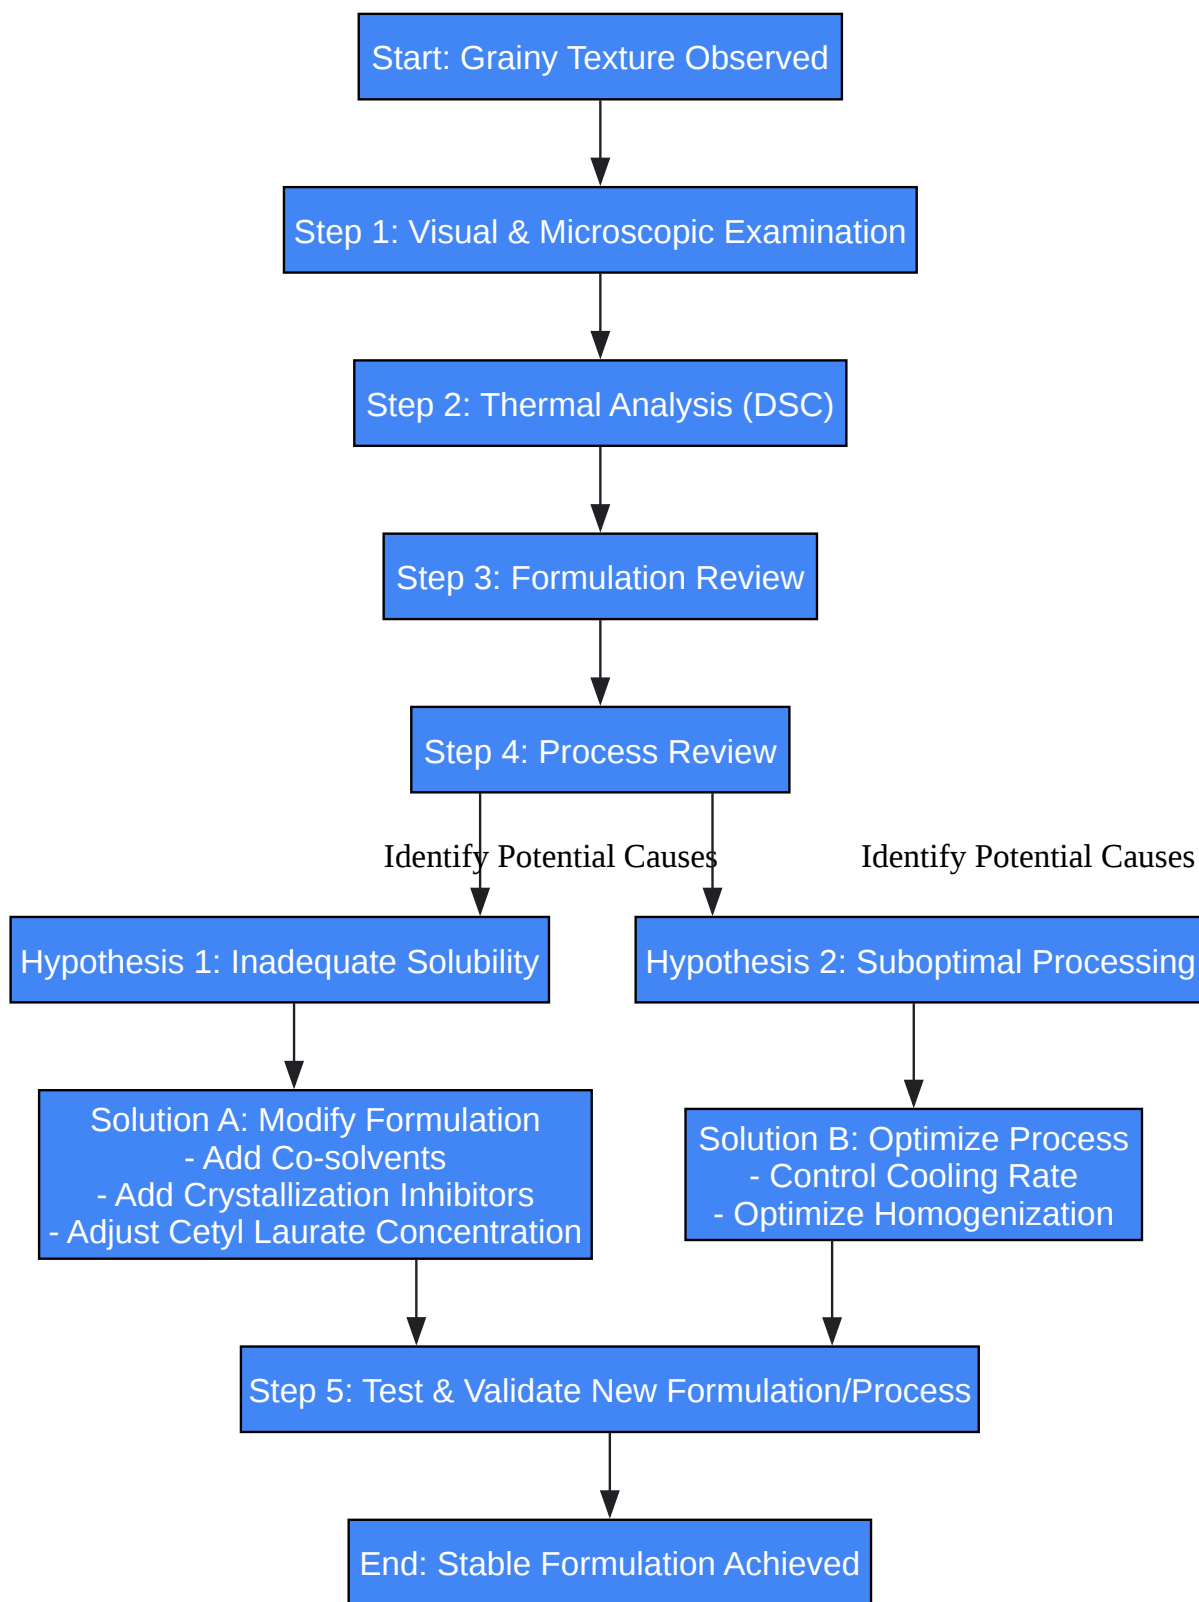 Start: Grainy Texture Observed
Step 1: Visual & Microscopic Examination
Step 2: Thermal Analysis (DSC)
Step 3: Formulation Review
Step 4: Process Review
Identify Potential Causes
Identify Potential Causes
Hypothesis 1: Inadequate Solubility
Hypothesis 2: Suboptimal Processing
Solution A: Modify Formulation
- Add Co-solvents
- Add Crystallization Inhibitors
- Adjust Cetyl Laurate Concentration
Solution B: Optimize Process
- Control Cooling Rate
- Optimize Homogenization
Step 5: Test & Validate New Formulation/Process
End: Stable Formulation Achieved